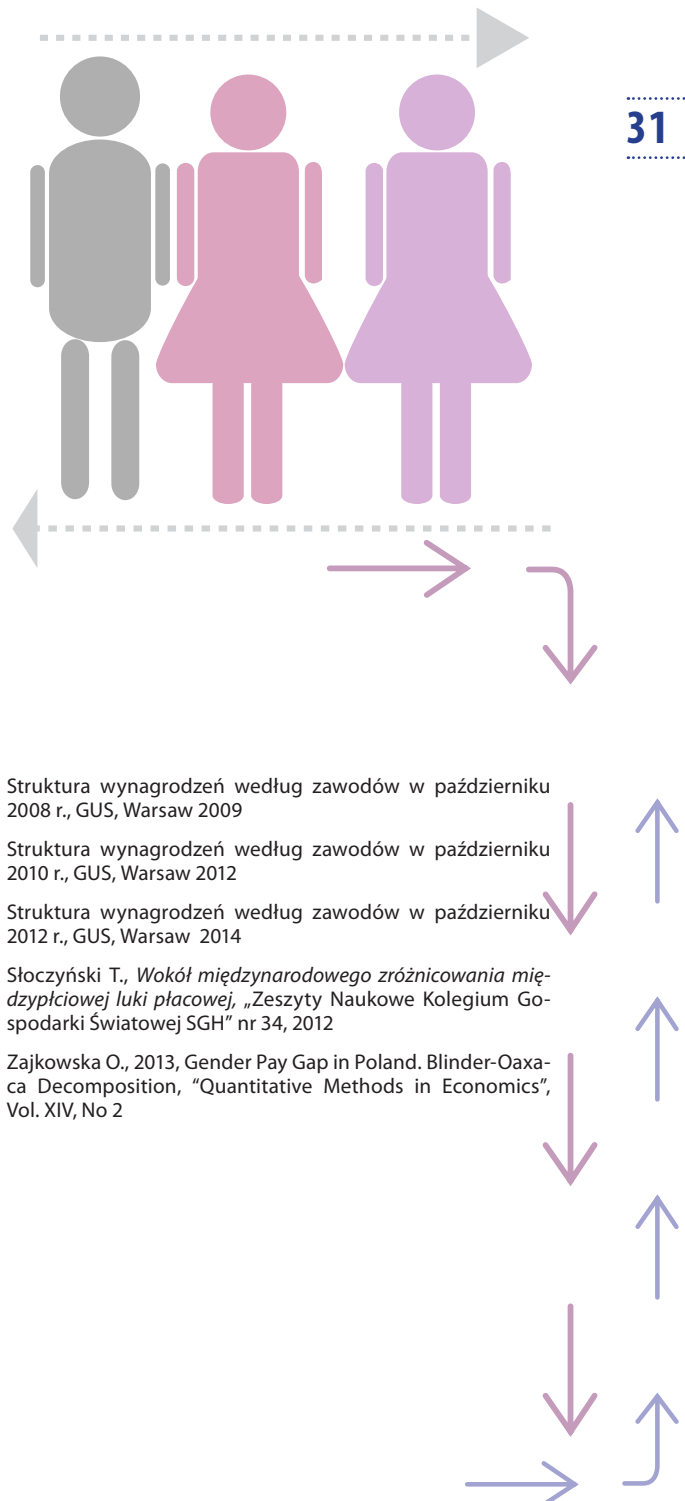 31
Struktura wynagrodzeń według zawodów w październiku
2008 r., GUS, Warsaw 2009
Struktura wynagrodzeń według zawodów w październiku
2010 r., GUS, Warsaw 2012
Struktura wynagrodzeń według zawodów w październiku
2012 r., GUS, Warsaw 2014
Słoczyński T., Wokół międzynarodowego zróżnicowania mię-
dzypłciowej luki płacowej, „Zeszyty Naukowe Kolegium Go-
spodarki Światowej SGH” nr 34, 2012
Zajkowska O., 2013, Gender Pay Gap in Poland. Blinder-Oaxa-
ca Decomposition, “Quantitative Methods in Economics”,
Vol. XIV, No 2